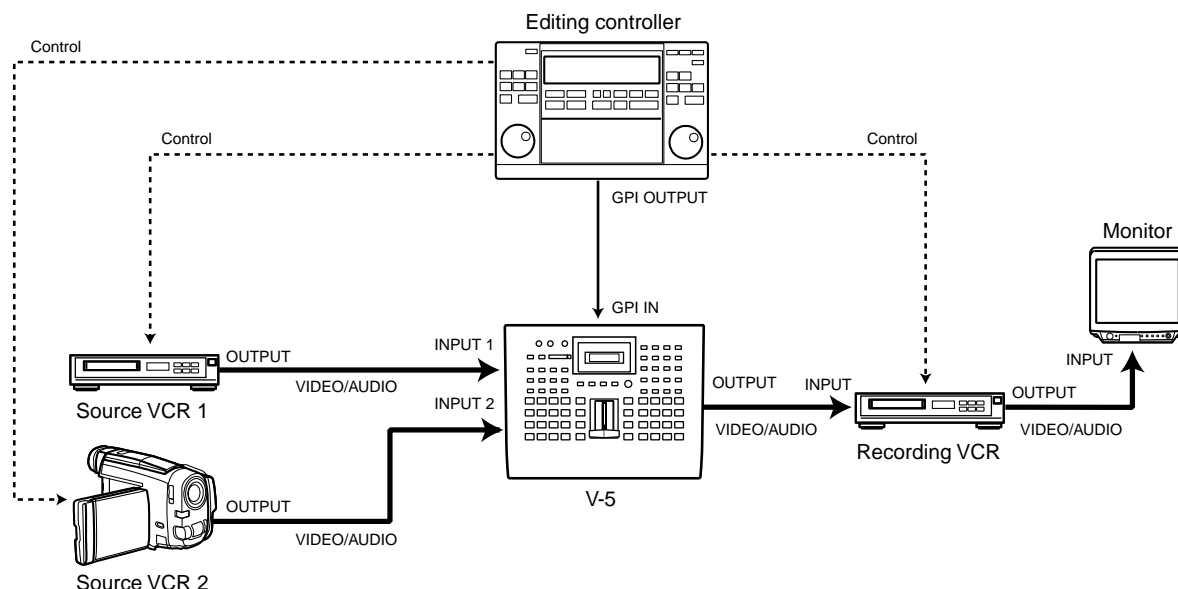 Editing controller
Control
Control
Control
GPI OUTPUT
Monitor
GPI IN
INPUT 1
OUTPUT
INPUT
VIDEO/AUDIO
OUTPUT
INPUT
OUTPUT
Source VCR 1
INPUT 2
VIDEO/AUDIO
VIDEO/AUDIO
Recording VCR
V-5
OUTPUT
VIDEO/AUDIO
Source VCR 2